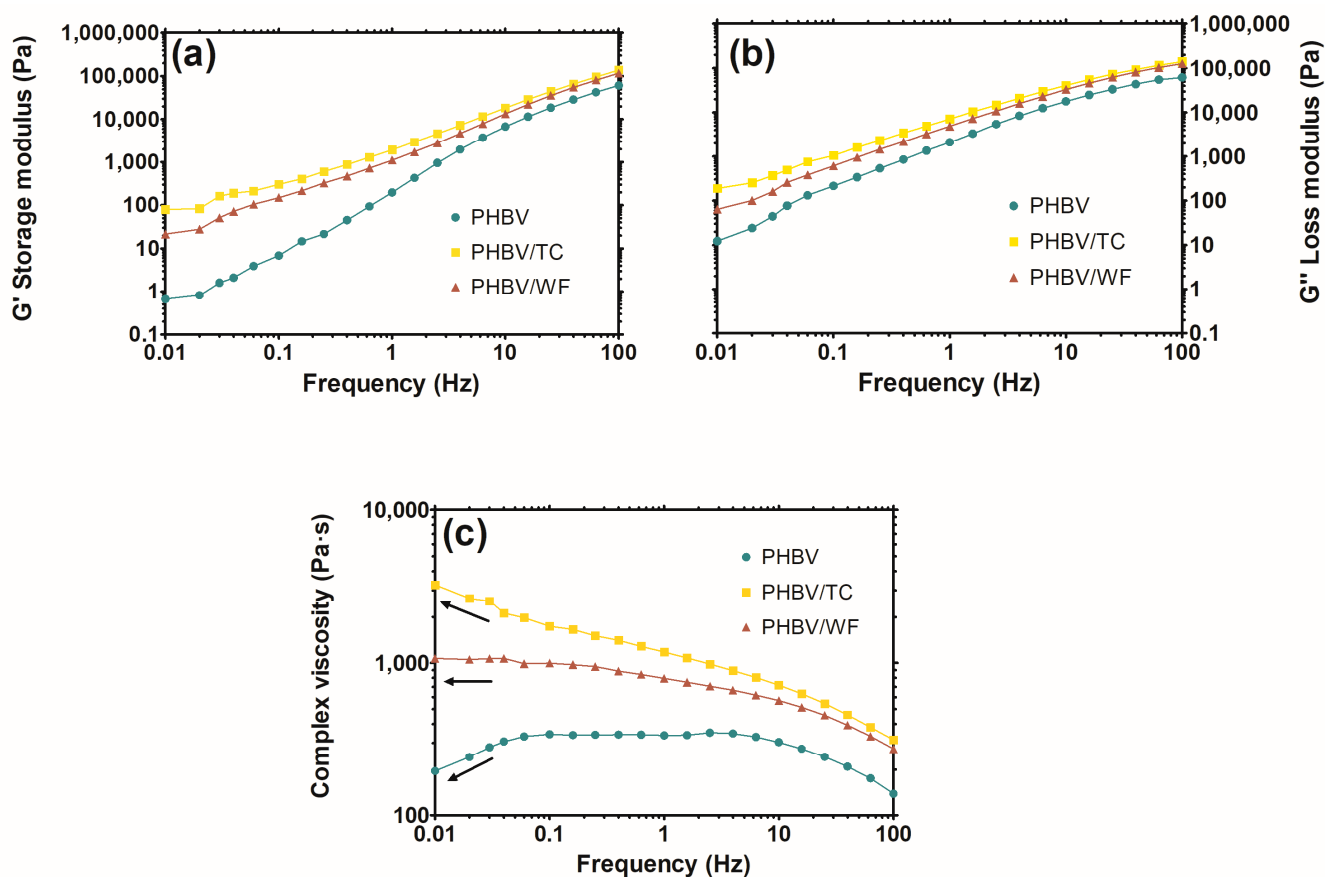 (a)
G' Storage modulus (Pa)
1,000,000
100,000
10,000
1,000
100
10
1
0.1
0.01
0.1
1
10
100
Frequency (Hz)
PHBV
PHBV/TC
PHBV/WF
(b)
G'' Loss modulus (Pa)
1,000,000
100,000
10,000
1,000
100
10
1
0.1
0.01
0.1
1
10
100
Frequency (Hz)
PHBV
PHBV/TC
PHBV/WF
(c)
Complex viscosity (Pa·s)
10,000
1,000
100
0.01
0.1
1
10
100
Frequency (Hz)
PHBV
PHBV/TC
PHBV/WF